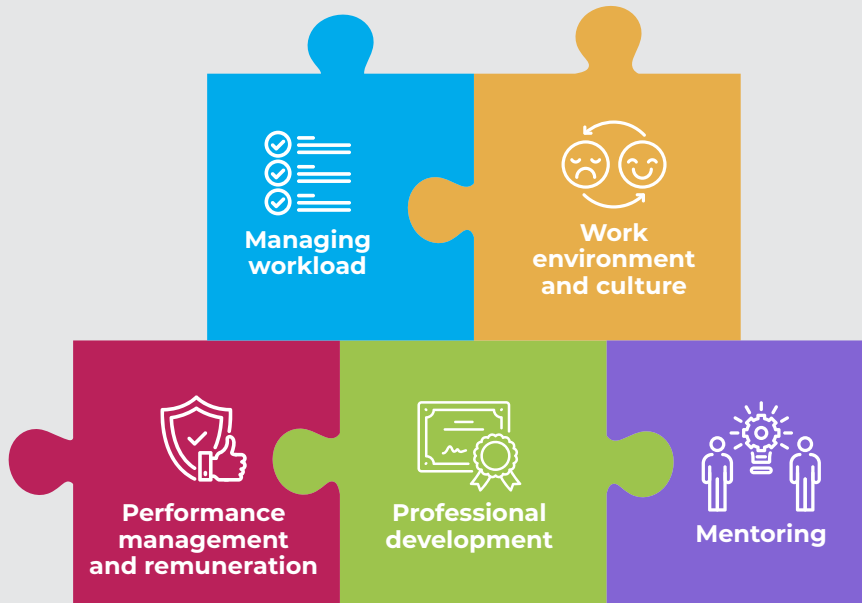 Managing
workload
Work
environment
and culture
Performance
management
and remuneration
Professional
development
Mentoring